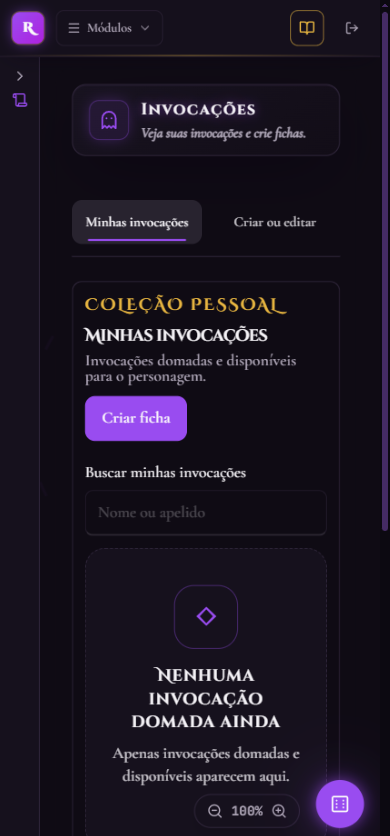 R
Módulos
Invocações
Veja suas invocações e crie fichas.
Minhas invocações
Criar ou editar
COLEÇÃO PESSOAL
Minhas invocações
Invocações domadas e disponíveis
para o personagem.
Criar ficha
Buscar minhas invocações
Nome ou apelido
Nenhuma
invocação
domada ainda
Apenas invocações domadas e
disponíveis aparecem aqui.
100%